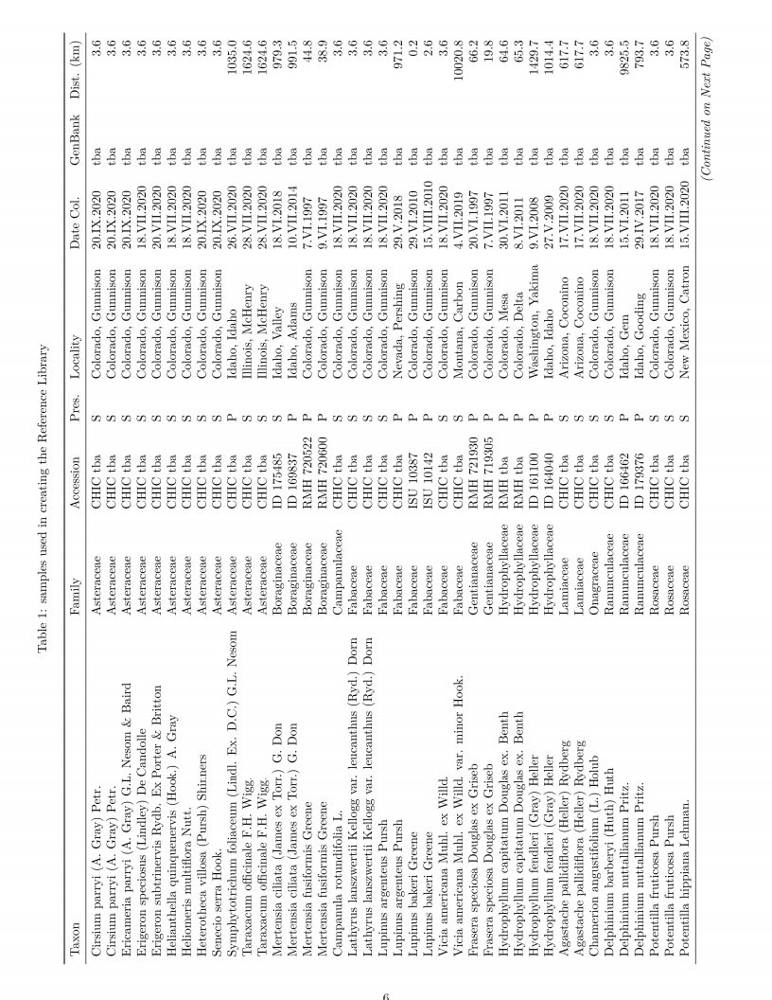 Table 1: samples used in creating the Reference Library
Taxon Family Accession Pres. Locality Date Col. GenBank Dist. (km)
Cirsium parryi (A. Gray) Petr. Asteraceae CHIC tba S Colorado, Gunnison 20.IX.2020 tba 3.6
Cirsium parryi (A. Gray) Petr. Asteraceae CHIC tba S Colorado, Gunnison 20.IX.2020 tba 3.6
Ericameria parryi (A. Gray) G.L. Nesom & Baird Asteraceae CHIC tba S Colorado, Gunnison 20.IX.2020 tba 3.6
Erigeron speciosus (Lindley) De Candolle Asteraceae CHIC tba S Colorado, Gunnison 18.VII.2020 tba 3.6
Erigeron subtrinervis Rydb. Ex Porter & Britton Asteraceae CHIC tba S Colorado, Gunnison 20.VII.2020 tba 3.6
Helianthella quinquenervis (Hook.) A. Gray Asteraceae CHIC tba S Colorado, Gunnison 18.VII.2020 tba 3.6
Heliomeris multiflora Nutt. Asteraceae CHIC tba S Colorado, Gunnison 18.VII.2020 tba 3.6
Heterotheca villosa (Pursh) Shinners Asteraceae CHIC tba S Colorado, Gunnison 20.IX.2020 tba 3.6
Senecio serra Hook. Asteraceae CHIC tba S Colorado, Gunnison 20.IX.2020 tba 3.6
Symphytotrichum foliaceum (Lindl. Ex. D.C.) G.L. Nesom Asteraceae CHIC tba P Idaho, Idaho 26.VII.2020 tba 1035.0
Taraxacum officinale F.H. Wigg. Asteraceae CHIC tba S Illinois, McHenry 28.VII.2020 tba 1624.6
Taraxacum officinale F.H. Wigg. Asteraceae CHIC tba S Illinois, McHenry 28.VII.2020 tba 1624.6
Mertensia ciliata (James ex Torr.) G. Don Boraginaceae ID 175485 S Idaho, Valley 18.VI.2018 tba 979.3
Mertensia ciliata (James ex Torr.) G. Don Boraginaceae ID 169837 P Idaho, Adams 10.VII.2014 tba 991.5
Mertensia fusiformis Greene Boraginaceae RMH 720522 P Colorado, Gunnison 7.VI.1997 tba 44.8
Mertensia fusiformis Greene Boraginaceae RMH 720600 P Colorado, Gunnison 9.VI.1997 tba 38.9
Campanula rotundifolia L. Campanulaceae CHIC tba S Colorado, Gunnison 18.VII.2020 tba 3.6
Lathyrus lanszwertii Kellogg var. leucanthus (Ryd.) Dorn Fabaceae CHIC tba S Colorado, Gunnison 18.VII.2020 tba 3.6
Lathyrus lanszwertii Kellogg var. leucanthus (Ryd.) Dorn Fabaceae CHIC tba S Colorado, Gunnison 18.VII.2020 tba 3.6
Lupinus argenteus Pursh Fabaceae CHIC tba S Colorado, Gunnison 18.VII.2020 tba 3.6
Lupinus argenteus Pursh Fabaceae CHIC tba P Nevada, Pershing 29.V.2018 tba 971.2
Lupinus bakeri Greene Fabaceae ISU 10387 P Colorado, Gunnison 29.VI.2010 tba 0.2
Lupinus bakeri Greene Fabaceae ISU 10142 P Colorado, Gunnison 15.VIII.2010 tba 2.6
Vicia americana Muhl. ex Willd. Fabaceae CHIC tba S Colorado, Gunnison 18.VII.2020 tba 3.6
Vicia americana Muhl. ex Willd. var. minor Hook. Fabaceae CHIC tba S Montana, Carbon 4.VII.2019 tba 10020.8
Frasera speciosa Douglas ex Griseb Gentianaceae RMH 721930 P Colorado, Gunnison 20.VI.1997 tba 66.2
Frasera speciosa Douglas ex Griseb Gentianaceae RMH 719305 P Colorado, Gunnison 7.VII.1997 tba 19.8
Hydrophyllum capitatum Douglas ex. Benth Hydrophyllaceae RMH tba P Colorado, Mesa 30.VI.2011 tba 64.6
Hydrophyllum capitatum Douglas ex. Benth Hydrophyllaceae RMH tba P Colorado, Delta 8.VI.2011 tba 65.3
Hydrophyllum fendleri (Gray) Heller Hydrophyllaceae ID 161100 P Washington, Yakima 9.VI.2008 tba 1429.7
Hydrophyllum fendleri (Gray) Heller Hydrophyllaceae ID 164040 P Idaho, Idaho 27.V.2009 tba 1014.4
Agastache pallidiflora (Heller) Rydberg Lamiaceae CHIC tba S Arizona, Coconino 17.VII.2020 tba 617.7
Agastache pallidiflora (Heller) Rydberg Lamiaceae CHIC tba S Arizona, Coconino 17.VII.2020 tba 617.7
Chamerion angustifolium (L.) Holub Onagraceae CHIC tba S Colorado, Gunnison 18.VII.2020 tba 3.6
Delphinium barberyi (Huth) Huth Ranunculaceae CHIC tba S Colorado, Gunnison 18.VII.2020 tba 3.6
Delphinium nuttallianum Pritz. Ranunculaceae ID 166462 P Idaho, Gem 15.VI.2011 tba 9825.5
Delphinium nuttallianum Pritz. Ranunculaceae ID 179376 P Idaho, Gooding 29.IV.2017 tba 793.7
Potentilla fruticosa Pursh Rosaceae CHIC tba S Colorado, Gunnison 18.VII.2020 tba 3.6
Potentilla fruticosa Pursh Rosaceae CHIC tba S Colorado, Gunnison 18.VII.2020 tba 3.6
Potentilla hippiana Lehman. Rosaceae CHIC tba S New Mexico, Catron 15.VIII.2020 tba 573.8
(Continued on Next Page)
6